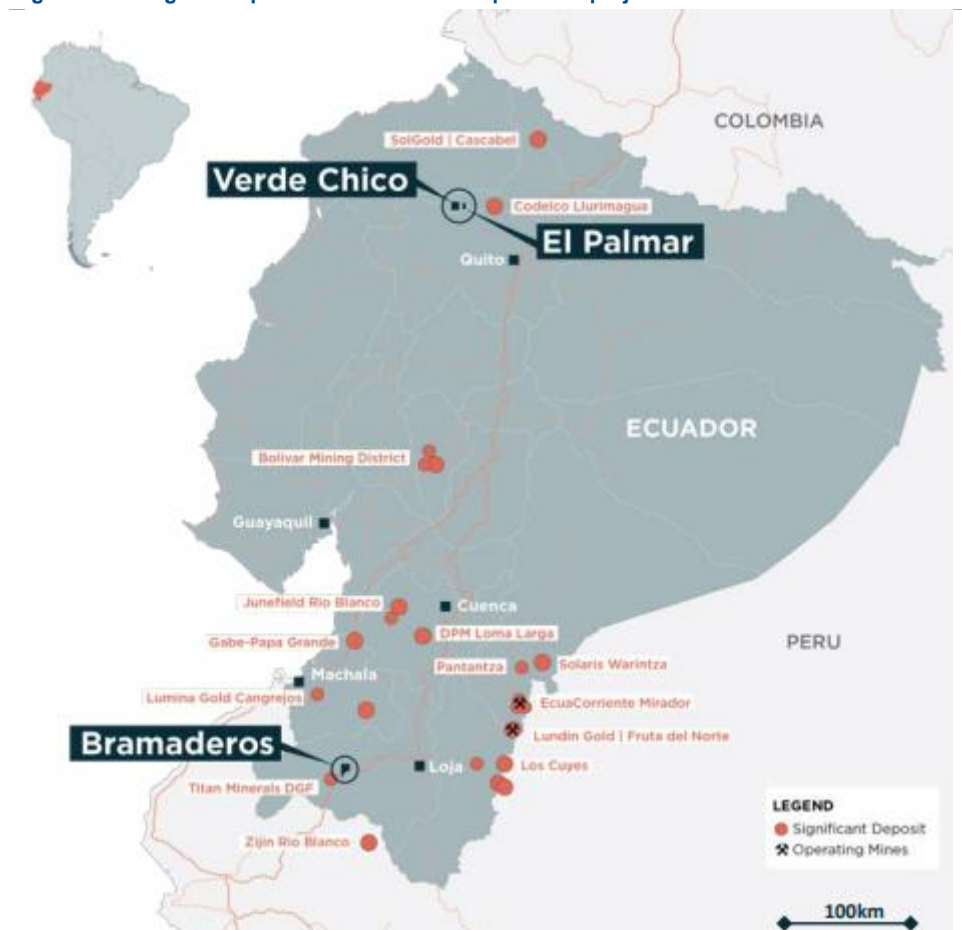 COLOMBIA
SolGold | Cascabel
Verde Chico
Codelco Llurimagua
El Palmar
Quito
ECUADOR
Bolivar Mining District
Guayaquil
Junefield Rio Blanco
Cuenca
DPM Loma Larga
Gabe-Papa Grande
PERU
Pantantza
Solaris Warintza
Machala
Lumina Gold Cangrejos
EcuaCorriente Mirador
Lundin Gold | Fruta del Norte
Bramaderos
Loja
Los Cuyes
Titan Minerals DGF
LEGEND
Significant Deposit
Operating Mines
Zijin Rio Blanco
100km